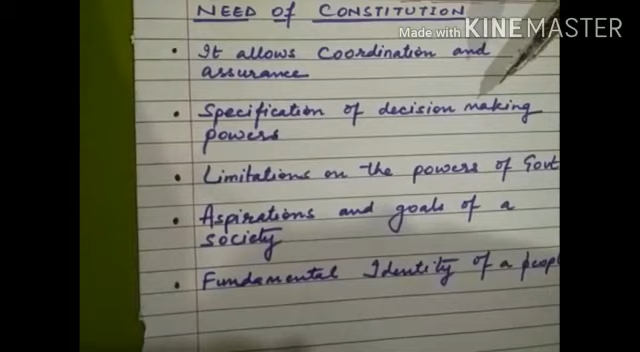 NEED of CONSTITUTION
Made with KINEMASTER
• It allows coordination and
assurance
• Specification of decision making
powers
• Limitations on the powers of Govt
• Aspirations and goals of a
society
• Fundamental Identity of a peop